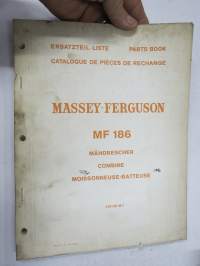 ERSATZTEIL-LISTE PARTS BOOK
CATALOGUE DE PIÈCES DE RECHANGE
MASSEY-FERGUSON
MF 186
MÄHDRESCHER
COMBINE
MOISSONNEUSE-BATTEUSE